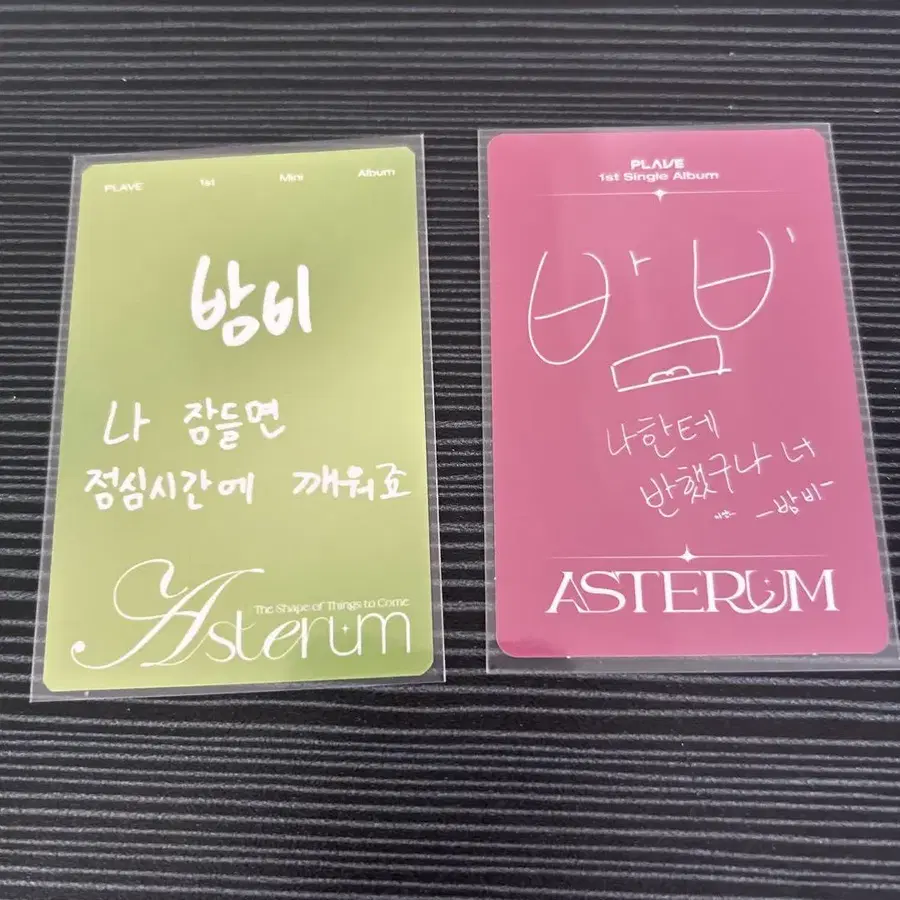 PLAVE 1st Mini Album
밤비
나 잠들면
점심시간에 깨워죠
The Shape of Things to Come
Asterum
PLAVE
1st Single Album
밤비
나한테
반했구나 너
-밤비-
ASTERUM